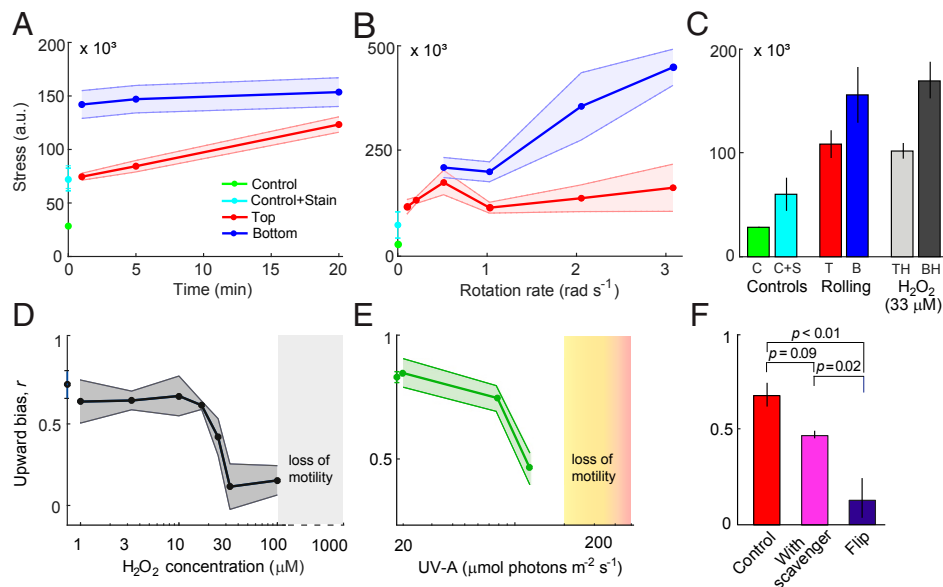 A
x 10³
200
150
100
50
0
Stress (a.u.)
0
5
10
15
20
Time (min)
Control
Control+Stain
Top
Bottom
B
x 10³
500
250
0
0
1
2
3
Rotation rate (rad s⁻¹)
C
x 10³
200
100
0
C
C+S
T
B
TH
BH
Controls
Rolling
H₂O₂
(33 μM)
D
1
0.5
0
Upward bias, r
loss of
motility
1
3
10
30
100
1000
H₂O₂ concentration (μM)
E
1
0.5
loss of
motility
20
200
UV-A (μmol photons m⁻² s⁻¹)
F
1
0.5
0
p < 0.01
p = 0.09
p = 0.02
Control
With
scavenger
Flip